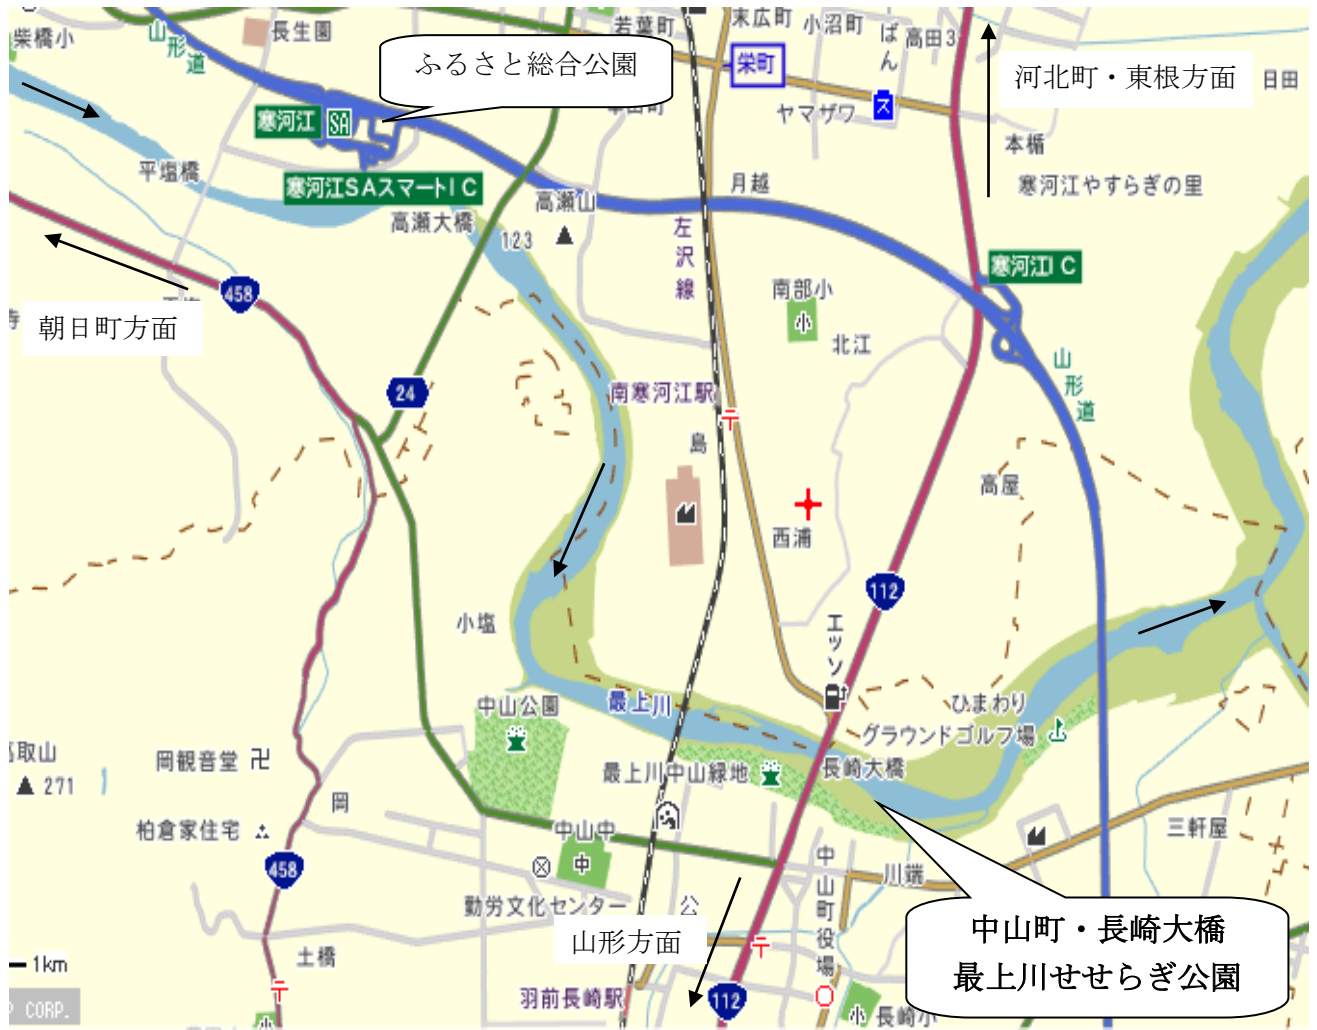 柴橋小
山形道
長生園
若葉町
末広町
小沼町
ばん
高田3
ふるさと総合公園
栄町
河北町・東根方面
日田
ヤマザワ
ス
寒河江
SA
本楯
平塩橋
寒河江SAスマートIC
高瀬山
月越
寒河江やすらぎの里
高瀬大橋
123
左沢線
寒河江IC
458
南部小
小
朝日町方面
寺
北江
山形道
24
南寒河江駅
島
高屋
西浦
112
小塩
エッソ
中山公園
最上川
ひまわり
グラウンドゴルフ場
取山
271
岡観音堂
最上川中山緑地
長崎大橋
岡
柏倉家住宅
中山中
中
三軒屋
458
川端
中山町役場
勤労文化センター
公
中山町・長崎大橋
最上川せせらぎ公園
山形方面
土橋
1km
羽前長崎駅
112
CORP.
小
長崎小
小